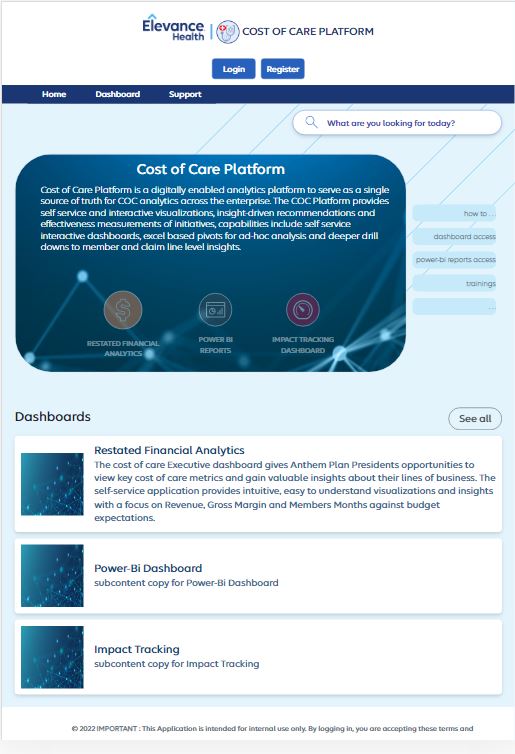 Elevance
Health
COST OF CARE PLATFORM
Login
Register
Home
Dashboard
Support
What are you looking for today?
Cost of Care Platform
Cost of Care Platform is a digitally enabled analytics platform to serve as a single
source of truth for COC analytics across the enterprise. The COC Platform provides
self service and interactive visualizations, insight-driven recommendations and
effectiveness measurements of initiatives, capabilities include self service
interactive dashboards, excel based pivots for ad-hoc analysis and deeper drill
downs to member and claim line level insights.
how to ...
dashboard access
power-bi reports access
trainings
...
RESTATED FINANCIAL
ANALYTICS
POWER BI
REPORTS
IMPACT TRACKING
DASHBOARD
Dashboards
See all
Restated Financial Analytics
The cost of care Executive dashboard gives Anthem Plan Presidents opportunities to
view key cost of care metrics and gain valuable insights about their lines of business. The
self-service application provides intuitive, easy to understand visualizations and insights
with a focus on Revenue, Gross Margin and Members Months against budget
expectations.
Power-Bi Dashboard
subcontent copy for Power-Bi Dashboard
Impact Tracking
subcontent copy for Impact Tracking
© 2022 IMPORTANT : This Application is intended for internal use only. By logging in, you are accepting these terms and